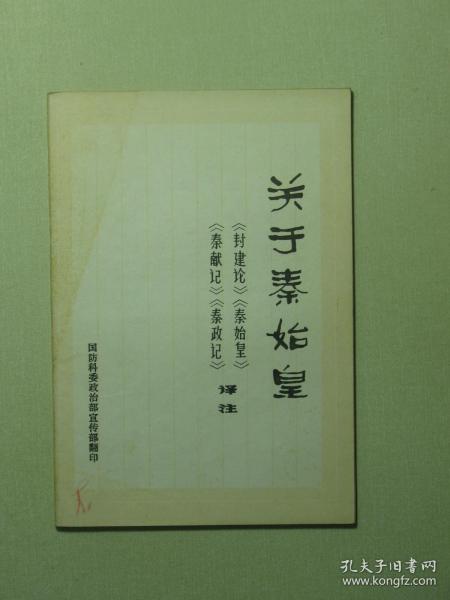 关于秦始皇
《封建论》《秦始皇》
《秦献记》《秦政记》
译注
国防科委政治部宣传部翻印
孔夫子旧书网
www.kongfz.com